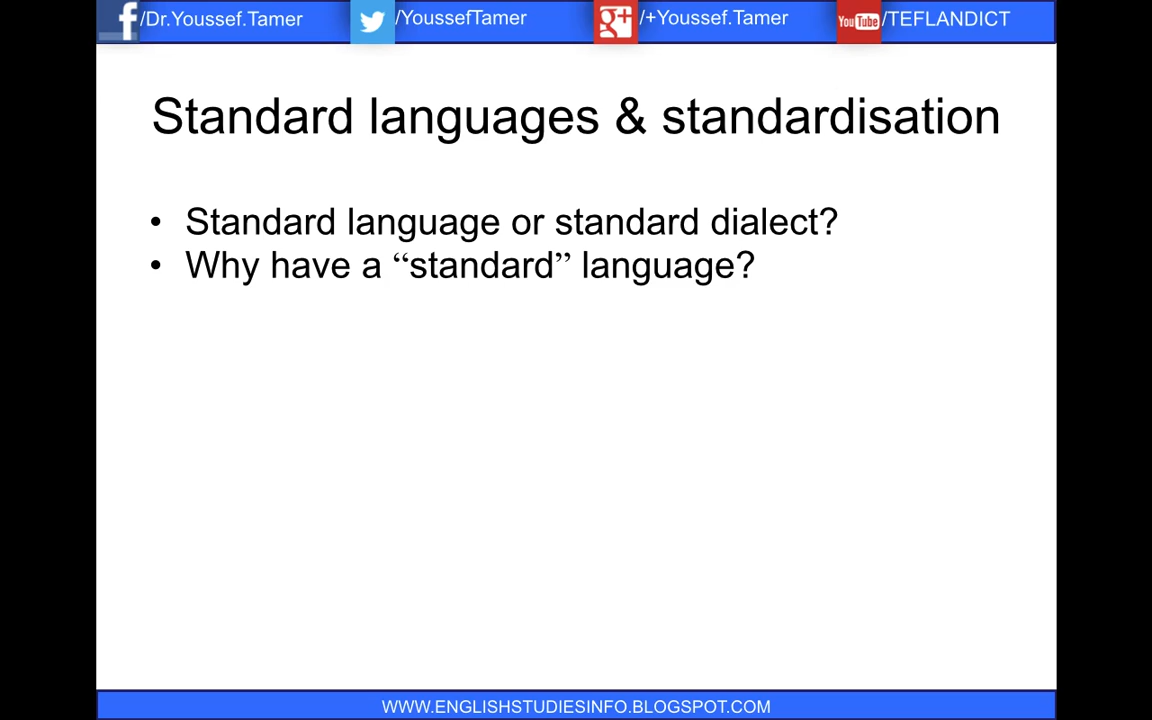 f /Dr.Youssef.Tamer /YoussefTamer g+ /+Youssef.Tamer YouTube /TEFLANDICT
Standard languages & standardisation
• Standard language or standard dialect?
• Why have a “standard” language?
WWW.ENGLISHSTUDIESINFO.BLOGSPOT.COM